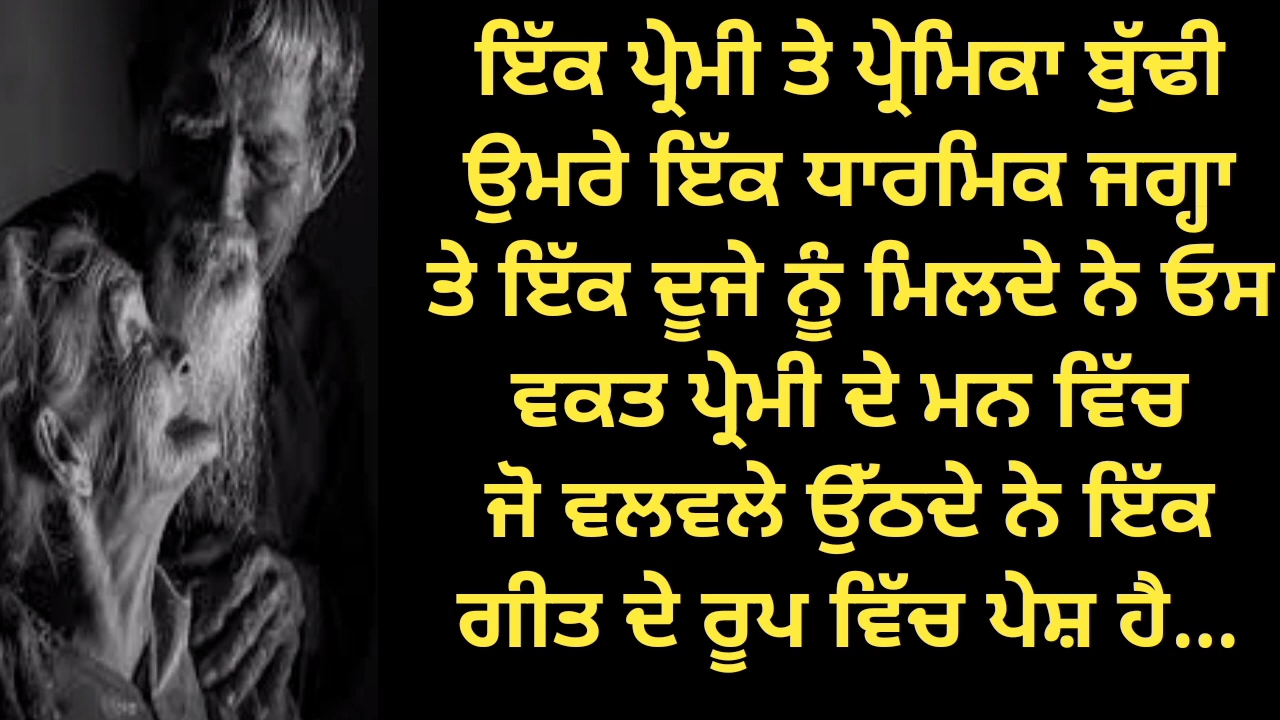 ਇੱਕ ਪ੍ਰੇਮੀ ਤੇ ਪ੍ਰੇਮਿਕਾ ਬੁੱਢੀ
ਉਮਰੇ ਇੱਕ ਧਾਰਮਿਕ ਜਗ੍ਹਾ
ਤੇ ਇੱਕ ਦੂਜੇ ਨੂੰ ਮਿਲਦੇ ਨੇ ਓਸ
ਵਕਤ ਪ੍ਰੇਮੀ ਦੇ ਮਨ ਵਿੱਚ
ਜੋ ਵਲਵਲੇ ਉੱਠਦੇ ਨੇ ਇੱਕ
ਗੀਤ ਦੇ ਰੂਪ ਵਿੱਚ ਪੇਸ਼ ਹੈ...